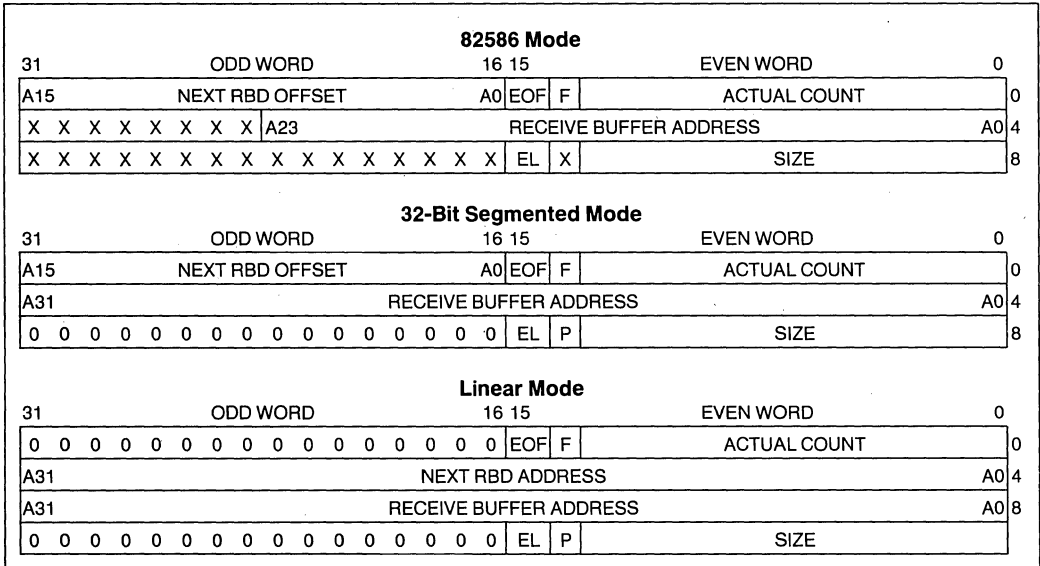 82586 Mode
31 ODD WORD 16 15 EVEN WORD 0
A15 NEXT RBD OFFSET A0 EOF F ACTUAL COUNT 0
X X X X X X X X A23 RECEIVE BUFFER ADDRESS A0 4
X X X X X X X X X X X X X X X X EL X SIZE 8
32-Bit Segmented Mode
31 ODD WORD 16 15 EVEN WORD 0
A15 NEXT RBD OFFSET A0 EOF F ACTUAL COUNT 0
A31 RECEIVE BUFFER ADDRESS A0 4
0 0 0 0 0 0 0 0 0 0 0 0 0 0 0 0 EL P SIZE 8
Linear Mode
31 ODD WORD 16 15 EVEN WORD 0
0 0 0 0 0 0 0 0 0 0 0 0 0 0 0 0 EOF F ACTUAL COUNT 0
A31 NEXT RBD ADDRESS A0 4
A31 RECEIVE BUFFER ADDRESS A0 8
0 0 0 0 0 0 0 0 0 0 0 0 0 0 0 0 EL P SIZE